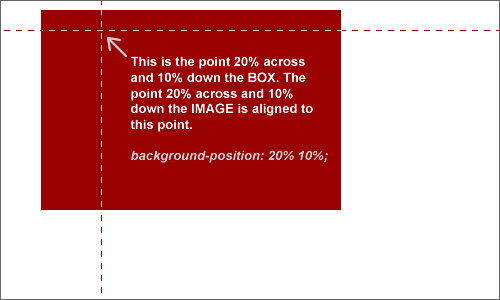 This is the point 20% across
and 10% down the BOX. The
point 20% across and 10%
down the IMAGE is aligned to
this point.
background-position: 20% 10%;